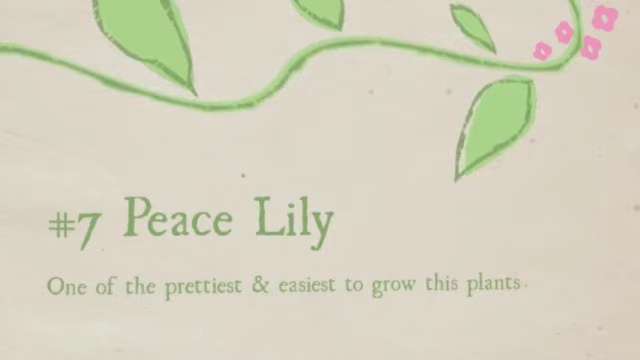 #7 Peace Lily
One of the prettiest & easiest to grow this plants.